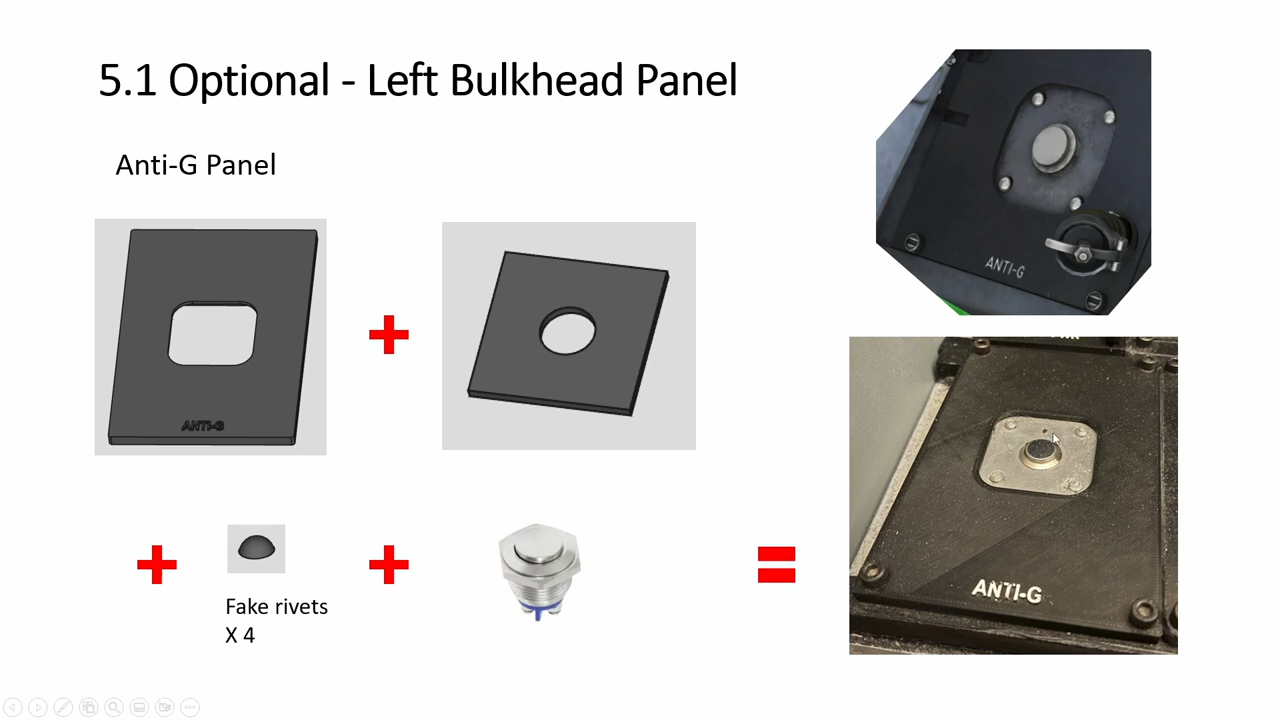 5.1 Optional - Left Bulkhead Panel
Anti-G Panel
ANTI-G
ANTI-G
ANTI-G
Fake rivets
X 4